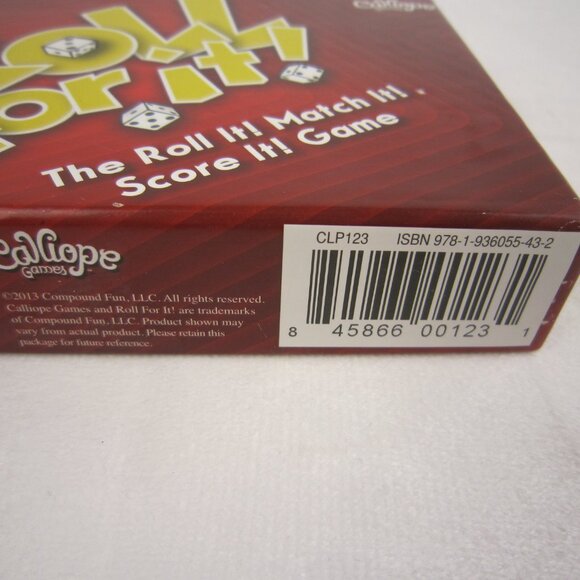 Calliope
Roll
for it!
The Roll It! Match It!
Score It! Game
Calliope
Games™
CLP123 ISBN 978-1-936055-43-2
8 45866 00123 1
©2013 Compound Fun, LLC. All rights reserved.
Calliope Games and Roll For It! are trademarks
of Compound Fun, LLC. Product shown may
vary from actual product. Please retain this
package for future reference.